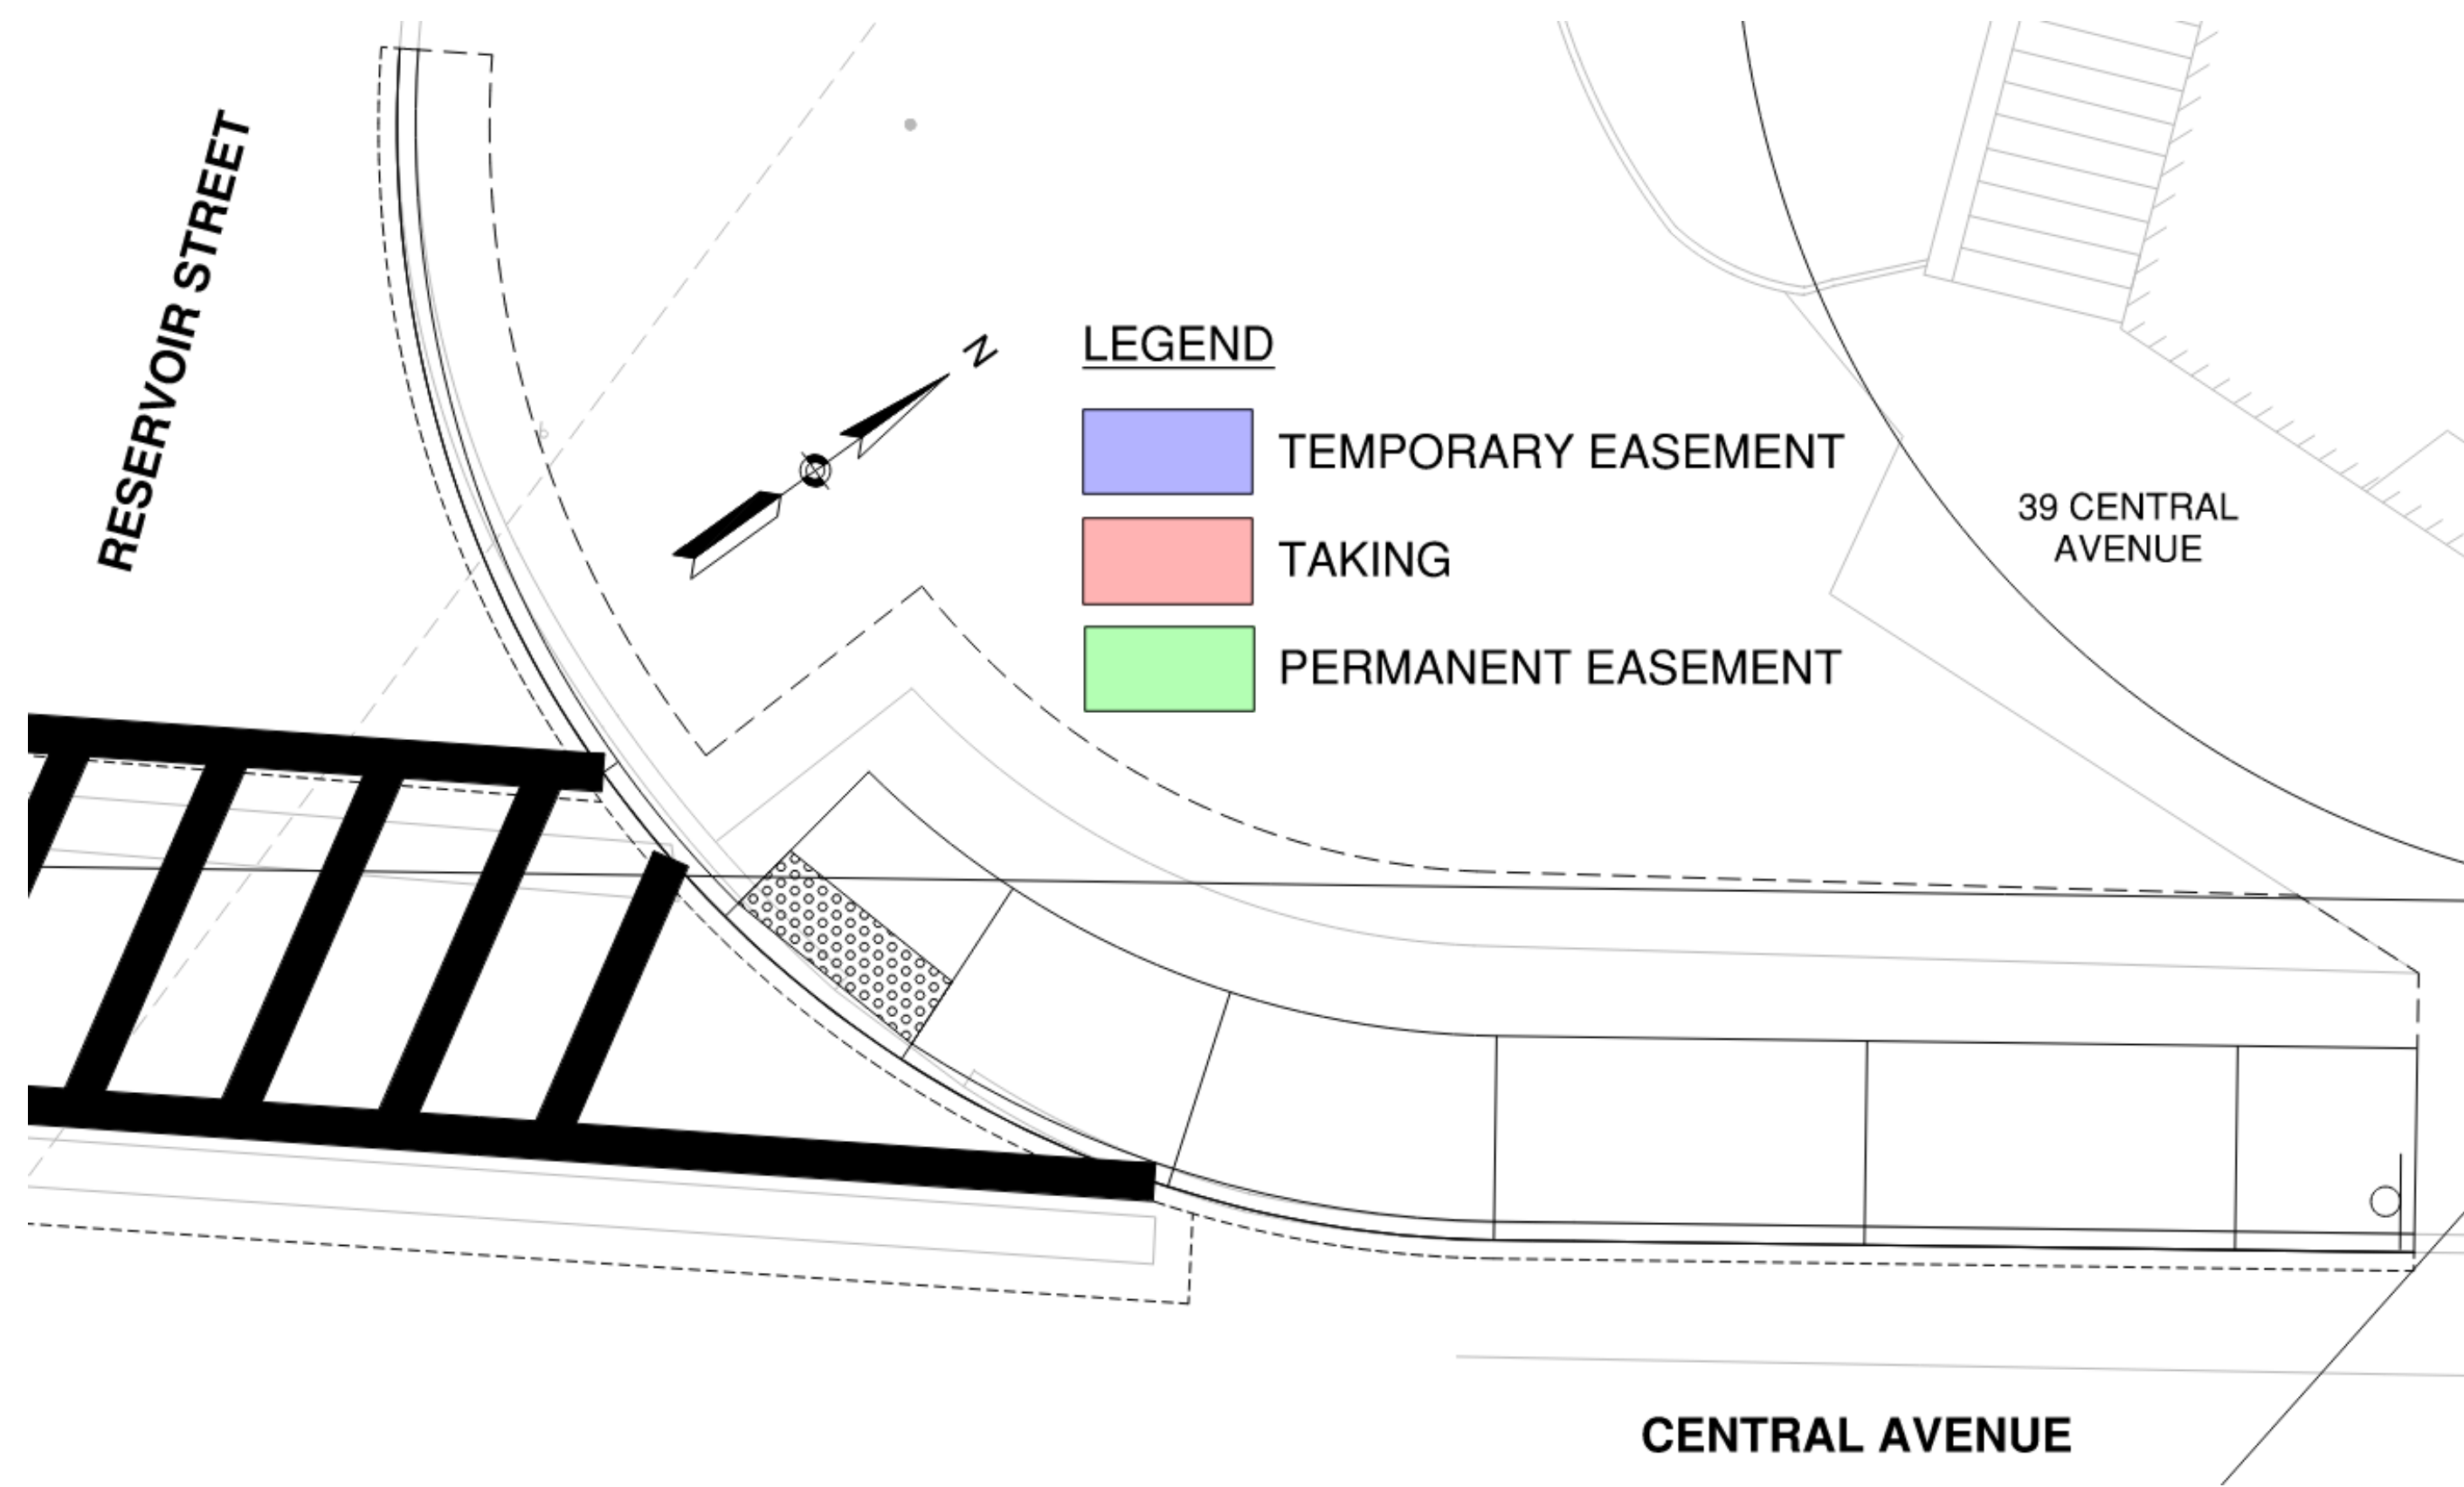 RESERVOIR STREET
N
LEGEND
TEMPORARY EASEMENT
TAKING
PERMANENT EASEMENT
39 CENTRAL
AVENUE
CENTRAL AVENUE